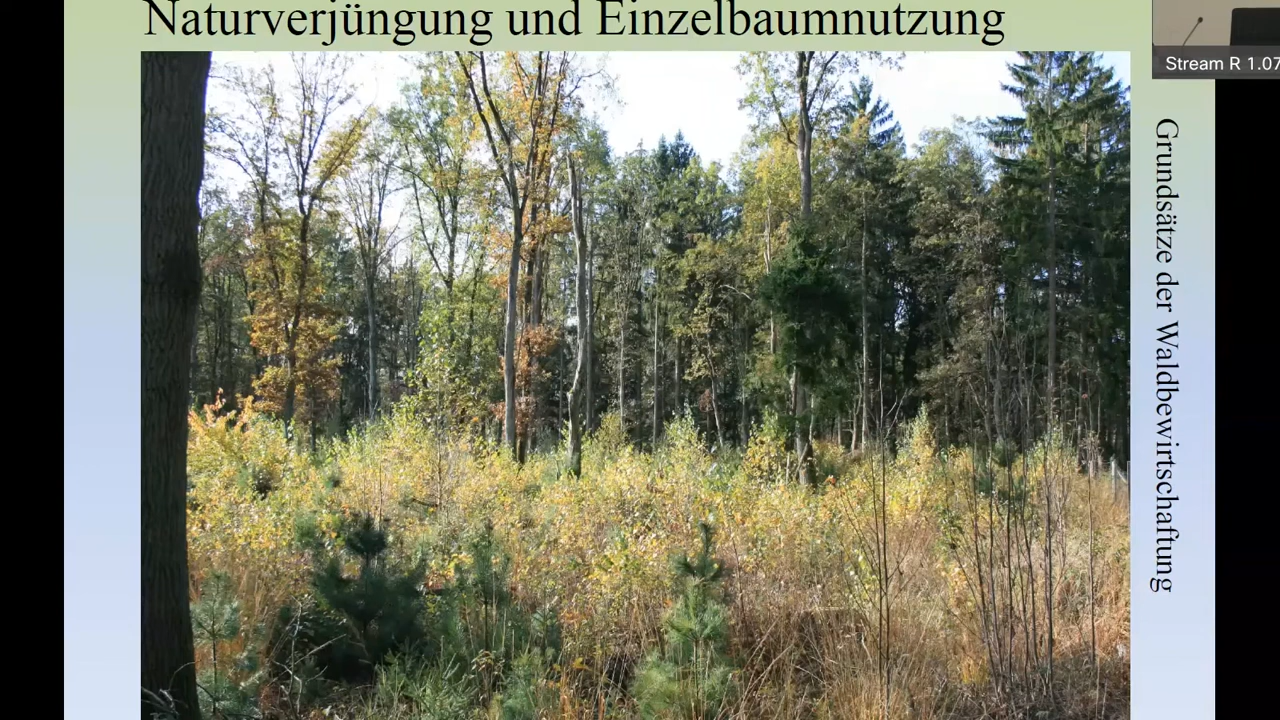 Naturverjüngung und Einzelbaumnutzung
Stream R 1.07
Grundsätze der Waldbewirtschaftung